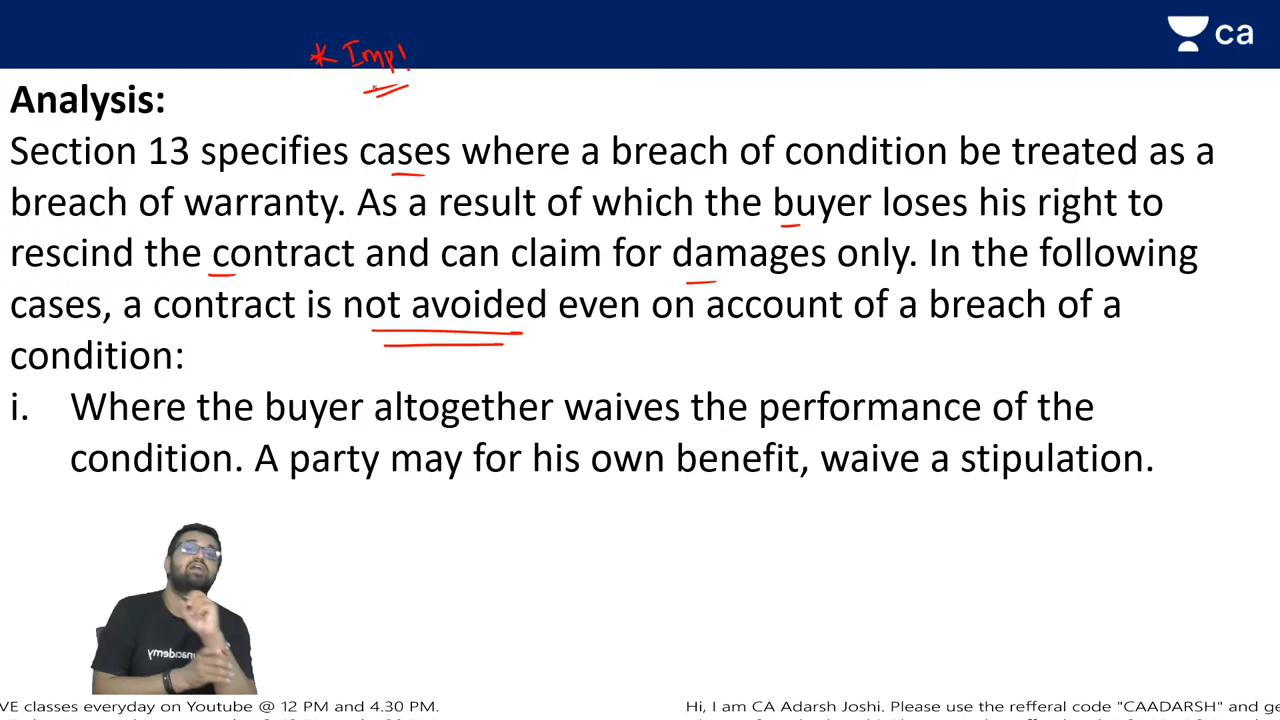 ca
* Imp!
Analysis:
Section 13 specifies cases where a breach of condition be treated as a
breach of warranty. As a result of which the buyer loses his right to
rescind the contract and can claim for damages only. In the following
cases, a contract is not avoided even on account of a breach of a
condition:
i. Where the buyer altogether waives the performance of the
condition. A party may for his own benefit, waive a stipulation.
unacademy
VE classes everyday on Youtube @ 12 PM and 4.30 PM.
Hi, I am CA Adarsh Joshi. Please use the refferal code "CAADARSH" and ge